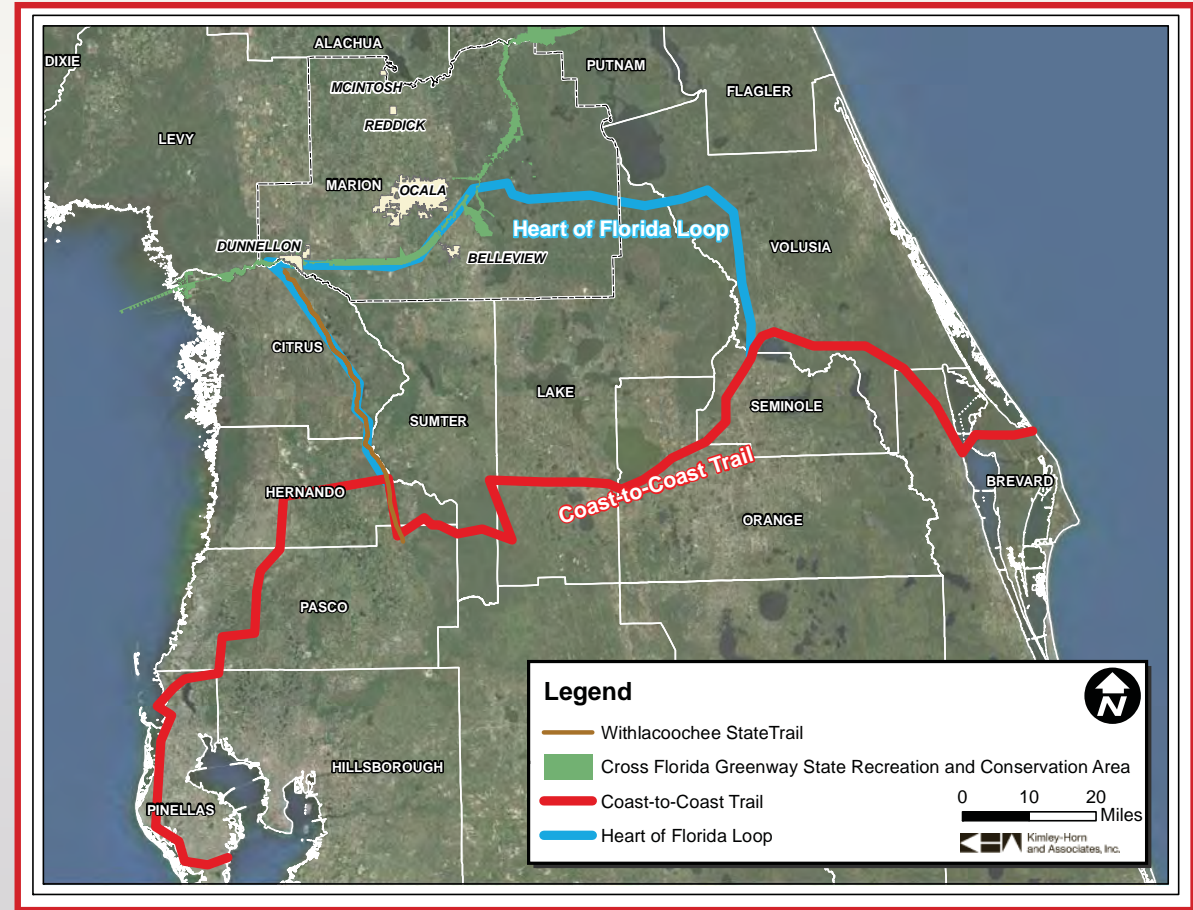 ALACHUA
DIXIE
PUTNAM
MCINTOSH
FLAGLER
REDDICK
LEVY
MARION
OCALA
Heart of Florida Loop
DUNNELLON
VOLUSIA
BELLEVIEW
CITRUS
LAKE
SEMINOLE
SUMTER
Coast-to-Coast Trail
BREVARD
HERNANDO
ORANGE
PASCO
HILLSBOROUGH
PINELLAS
Legend
N
Withlacoochee StateTrail
Cross Florida Greenway State Recreation and Conservation Area
Coast-to-Coast Trail
Heart of Florida Loop
0 10 20
Miles
Kimley-Horn
and Associates, Inc.